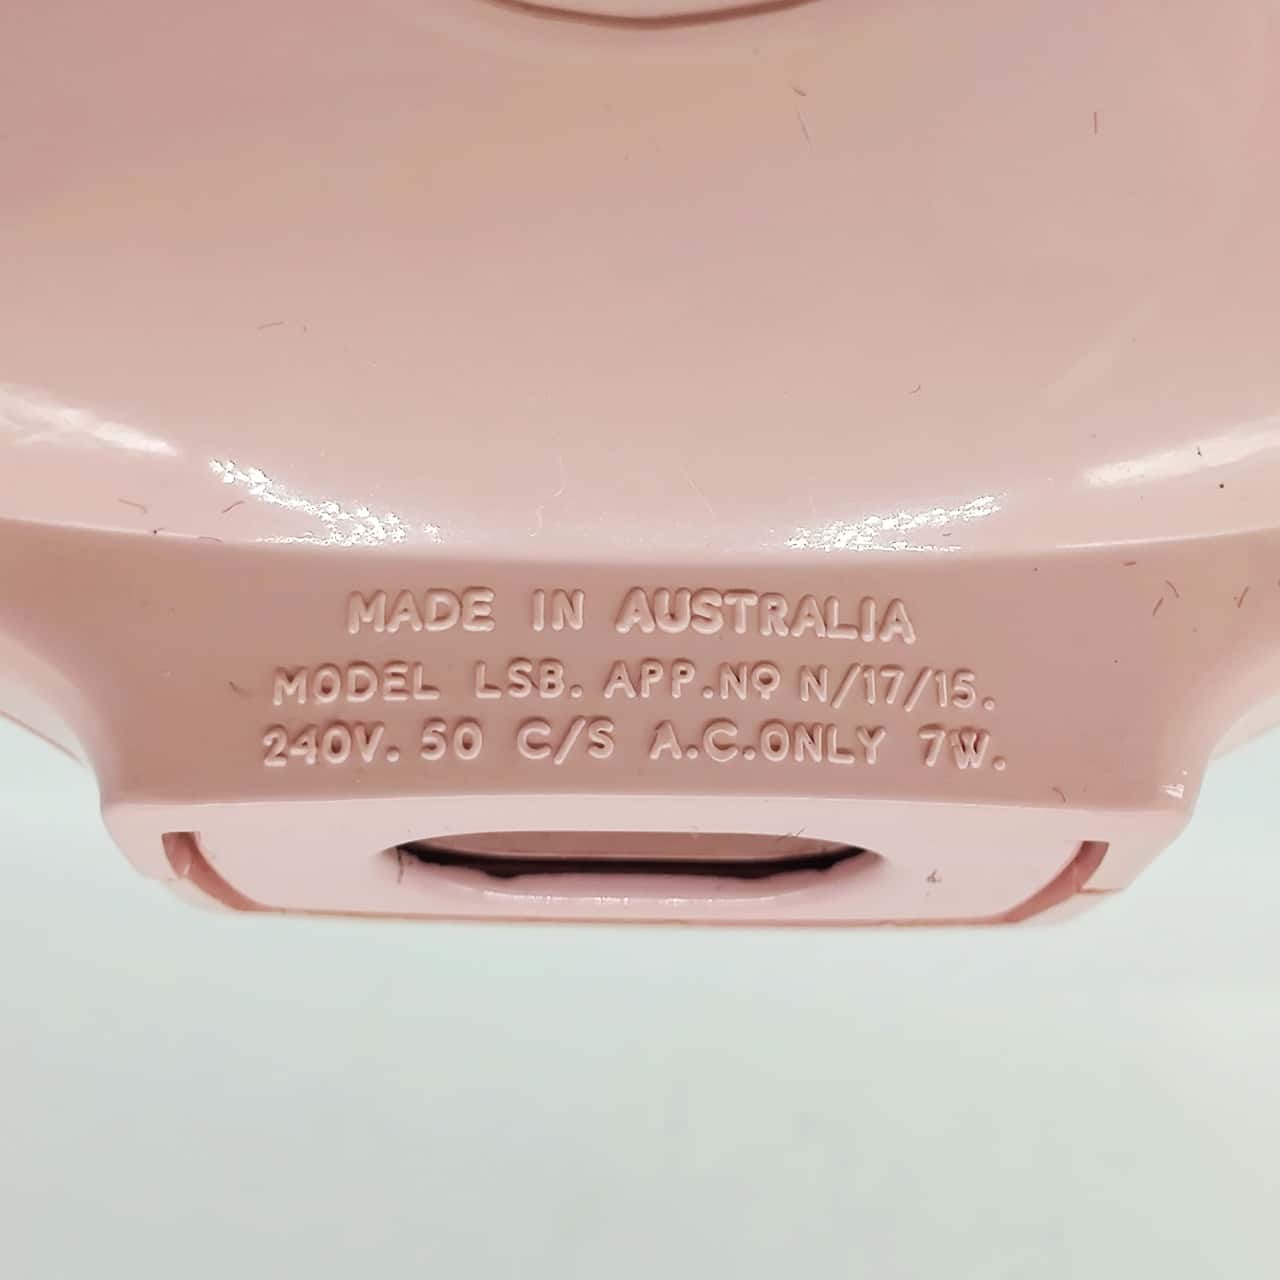 MADE IN AUSTRALIA
MODEL LSB. APP.Nº N/17/15.
240V. 50 C/S A.C.ONLY 7W.